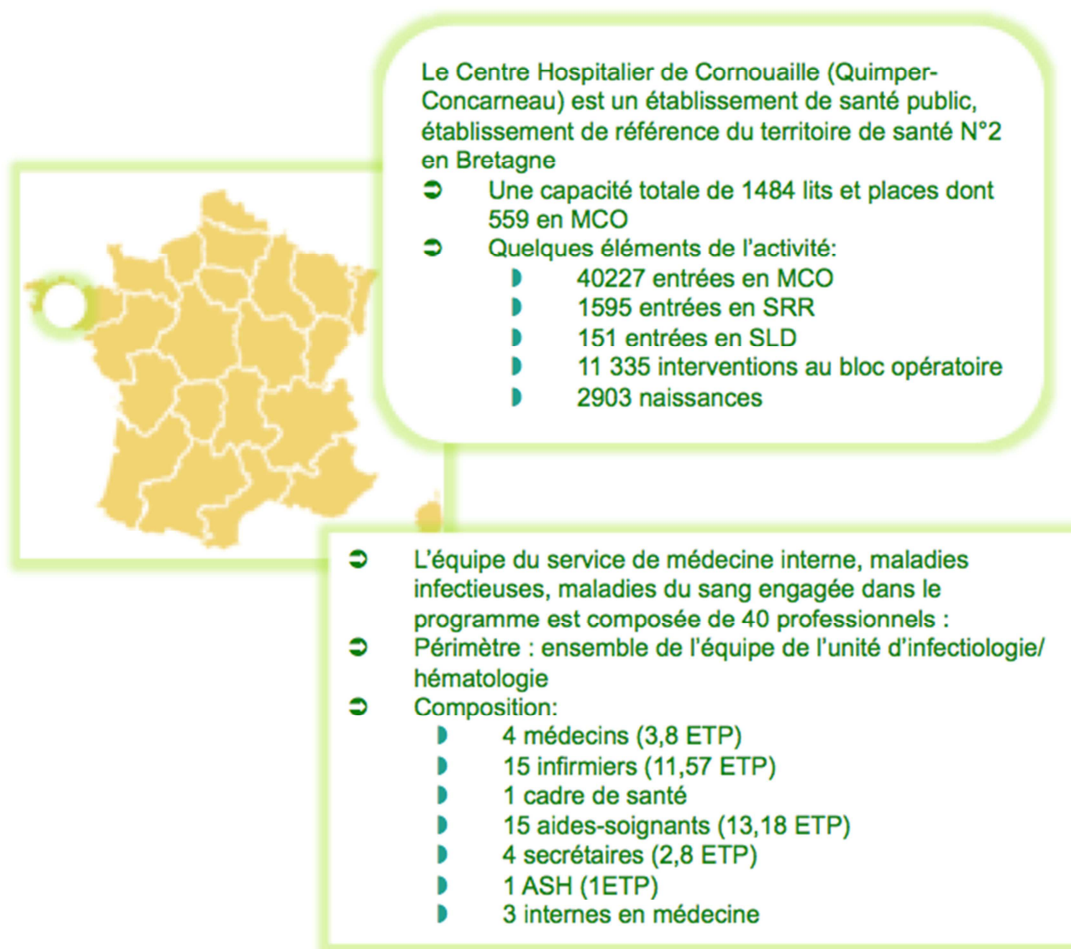 Le Centre Hospitalier de Cornouaille (Quimper-
Concarneau) est un établissement de santé public,
établissement de référence du territoire de santé N°2
en Bretagne
➲ Une capacité totale de 1484 lits et places dont
559 en MCO
➲ Quelques éléments de l'activité:
◗ 40227 entrées en MCO
◗ 1595 entrées en SRR
◗ 151 entrées en SLD
◗ 11 335 interventions au bloc opératoire
◗ 2903 naissances
➲ L'équipe du service de médecine interne, maladies
infectieuses, maladies du sang engagée dans le
programme est composée de 40 professionnels :
➲ Périmètre : ensemble de l'équipe de l'unité d'infectiologie/
hématologie
➲ Composition:
◗ 4 médecins (3,8 ETP)
◗ 15 infirmiers (11,57 ETP)
◗ 1 cadre de santé
◗ 15 aides-soignants (13,18 ETP)
◗ 4 secrétaires (2,8 ETP)
◗ 1 ASH (1ETP)
◗ 3 internes en médecine